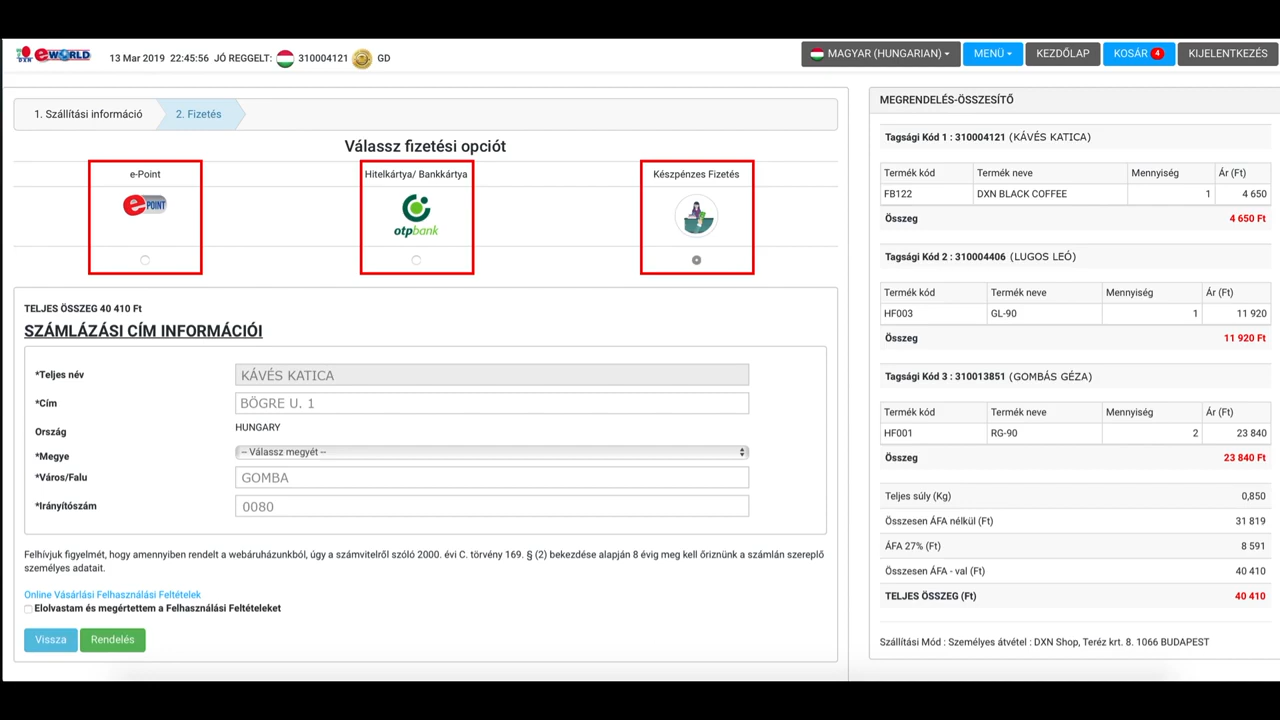 DXN eWORLD
13 Mar 2019 22:45:56 JÓ REGGELT: 310004121 GD
MAGYAR (HUNGARIAN)
MENÜ
KEZDŐLAP
KOSÁR 4
KIJELENTKEZÉS
1. Szállítási információ
2. Fizetés
Válassz fizetési opciót
e-Point
Hitelkártya/ Bankkártya
Készpénzes Fizetés
e POINT
otpbank
TELJES ÖSSZEG 40 410 Ft
SZÁMLÁZÁSI CÍM INFORMÁCIÓI
*Teljes név
KÁVÉS KATICA
*Cím
BÖGRE U. 1
Ország
HUNGARY
*Megye
-- Válassz megyét --
*Város/Falu
GOMBA
*Irányítószám
0080
Felhívjuk figyelmét, hogy amennyiben rendelt a webáruházunkból, úgy a számvitelről szóló 2000. évi C. törvény 169. § (2) bekezdése alapján 8 évig meg kell őriznünk a számlán szereplő
személyes adatait.
Online Vásárlási Felhasználási Feltételek
Elolvastam és megértettem a Felhasználási Feltételeket
Vissza
Rendelés
MEGRENDELÉS-ÖSSZESÍTŐ
Tagsági Kód 1 : 310004121 (KÁVÉS KATICA)
Termék kód Termék neve Mennyiség Ár (Ft)
FB122 DXN BLACK COFFEE 1 4 650
Összeg 4 650 Ft
Tagsági Kód 2 : 310004406 (LUGOS LEÓ)
Termék kód Termék neve Mennyiség Ár (Ft)
HF003 GL-90 1 11 920
Összeg 11 920 Ft
Tagsági Kód 3 : 310013851 (GOMBÁS GÉZA)
Termék kód Termék neve Mennyiség Ár (Ft)
HF001 RG-90 2 23 840
Összeg 23 840 Ft
Teljes súly (Kg) 0,850
Összesen ÁFA nélkül (Ft) 31 819
ÁFA 27% (Ft) 8 591
Összesen ÁFA - val (Ft) 40 410
TELJES ÖSSZEG (Ft) 40 410
Szállítási Mód : Személyes átvétel : DXN Shop, Teréz krt. 8. 1066 BUDAPEST